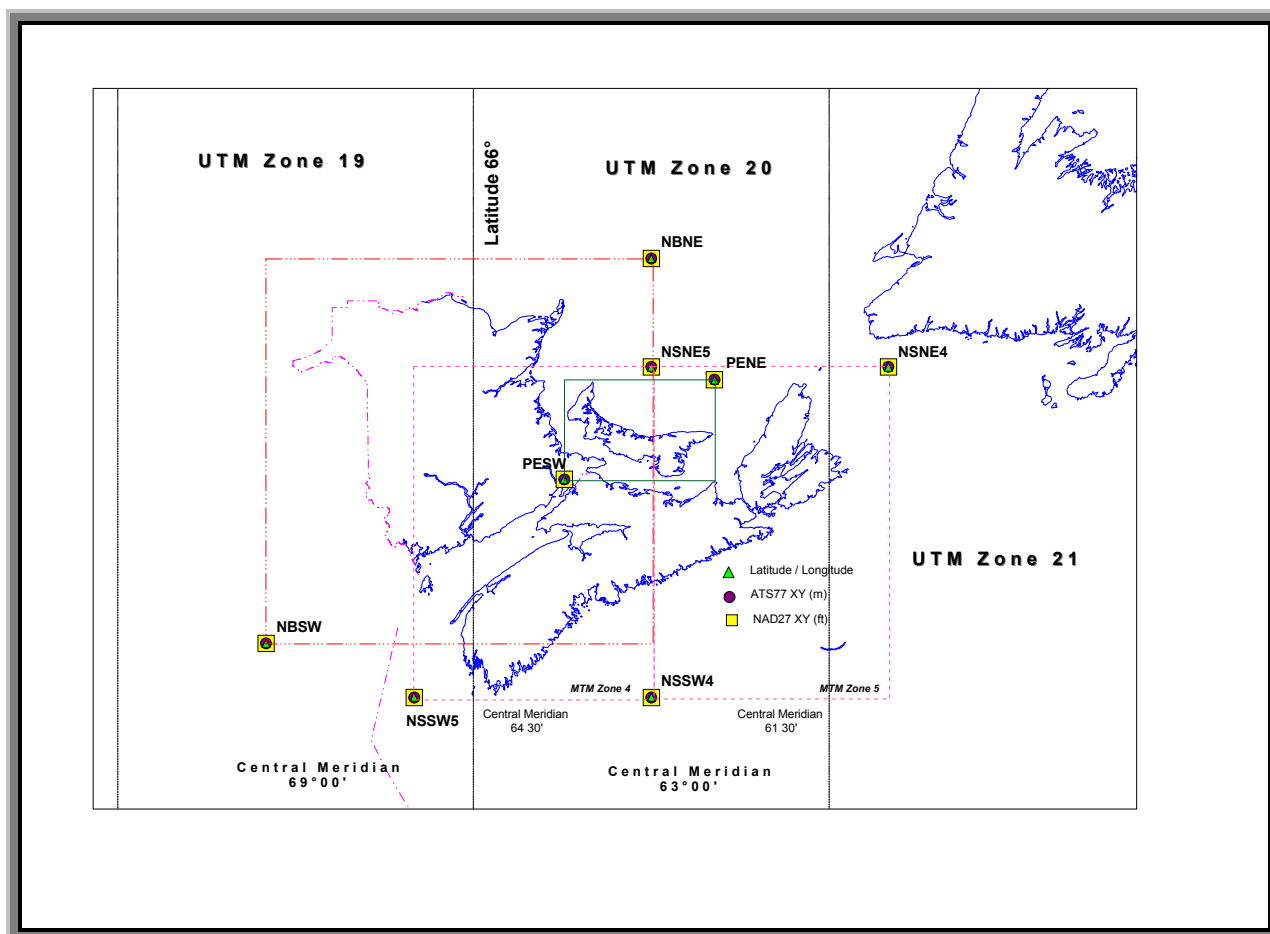 UTM Zone 19
Latitude 66°
UTM Zone 20
NBNE
NSNE5
PENE
NSNE4
PESW
UTM Zone 21
Latitude / Longitude
ATS77 XY (m)
NAD27 XY (ft)
NBSW
NSSW4
MTM Zone 4
MTM Zone 5
NSSW5
Central Meridian
64 30'
Central Meridian
61 30'
Central Meridian
69°00'
Central Meridian
63°00'